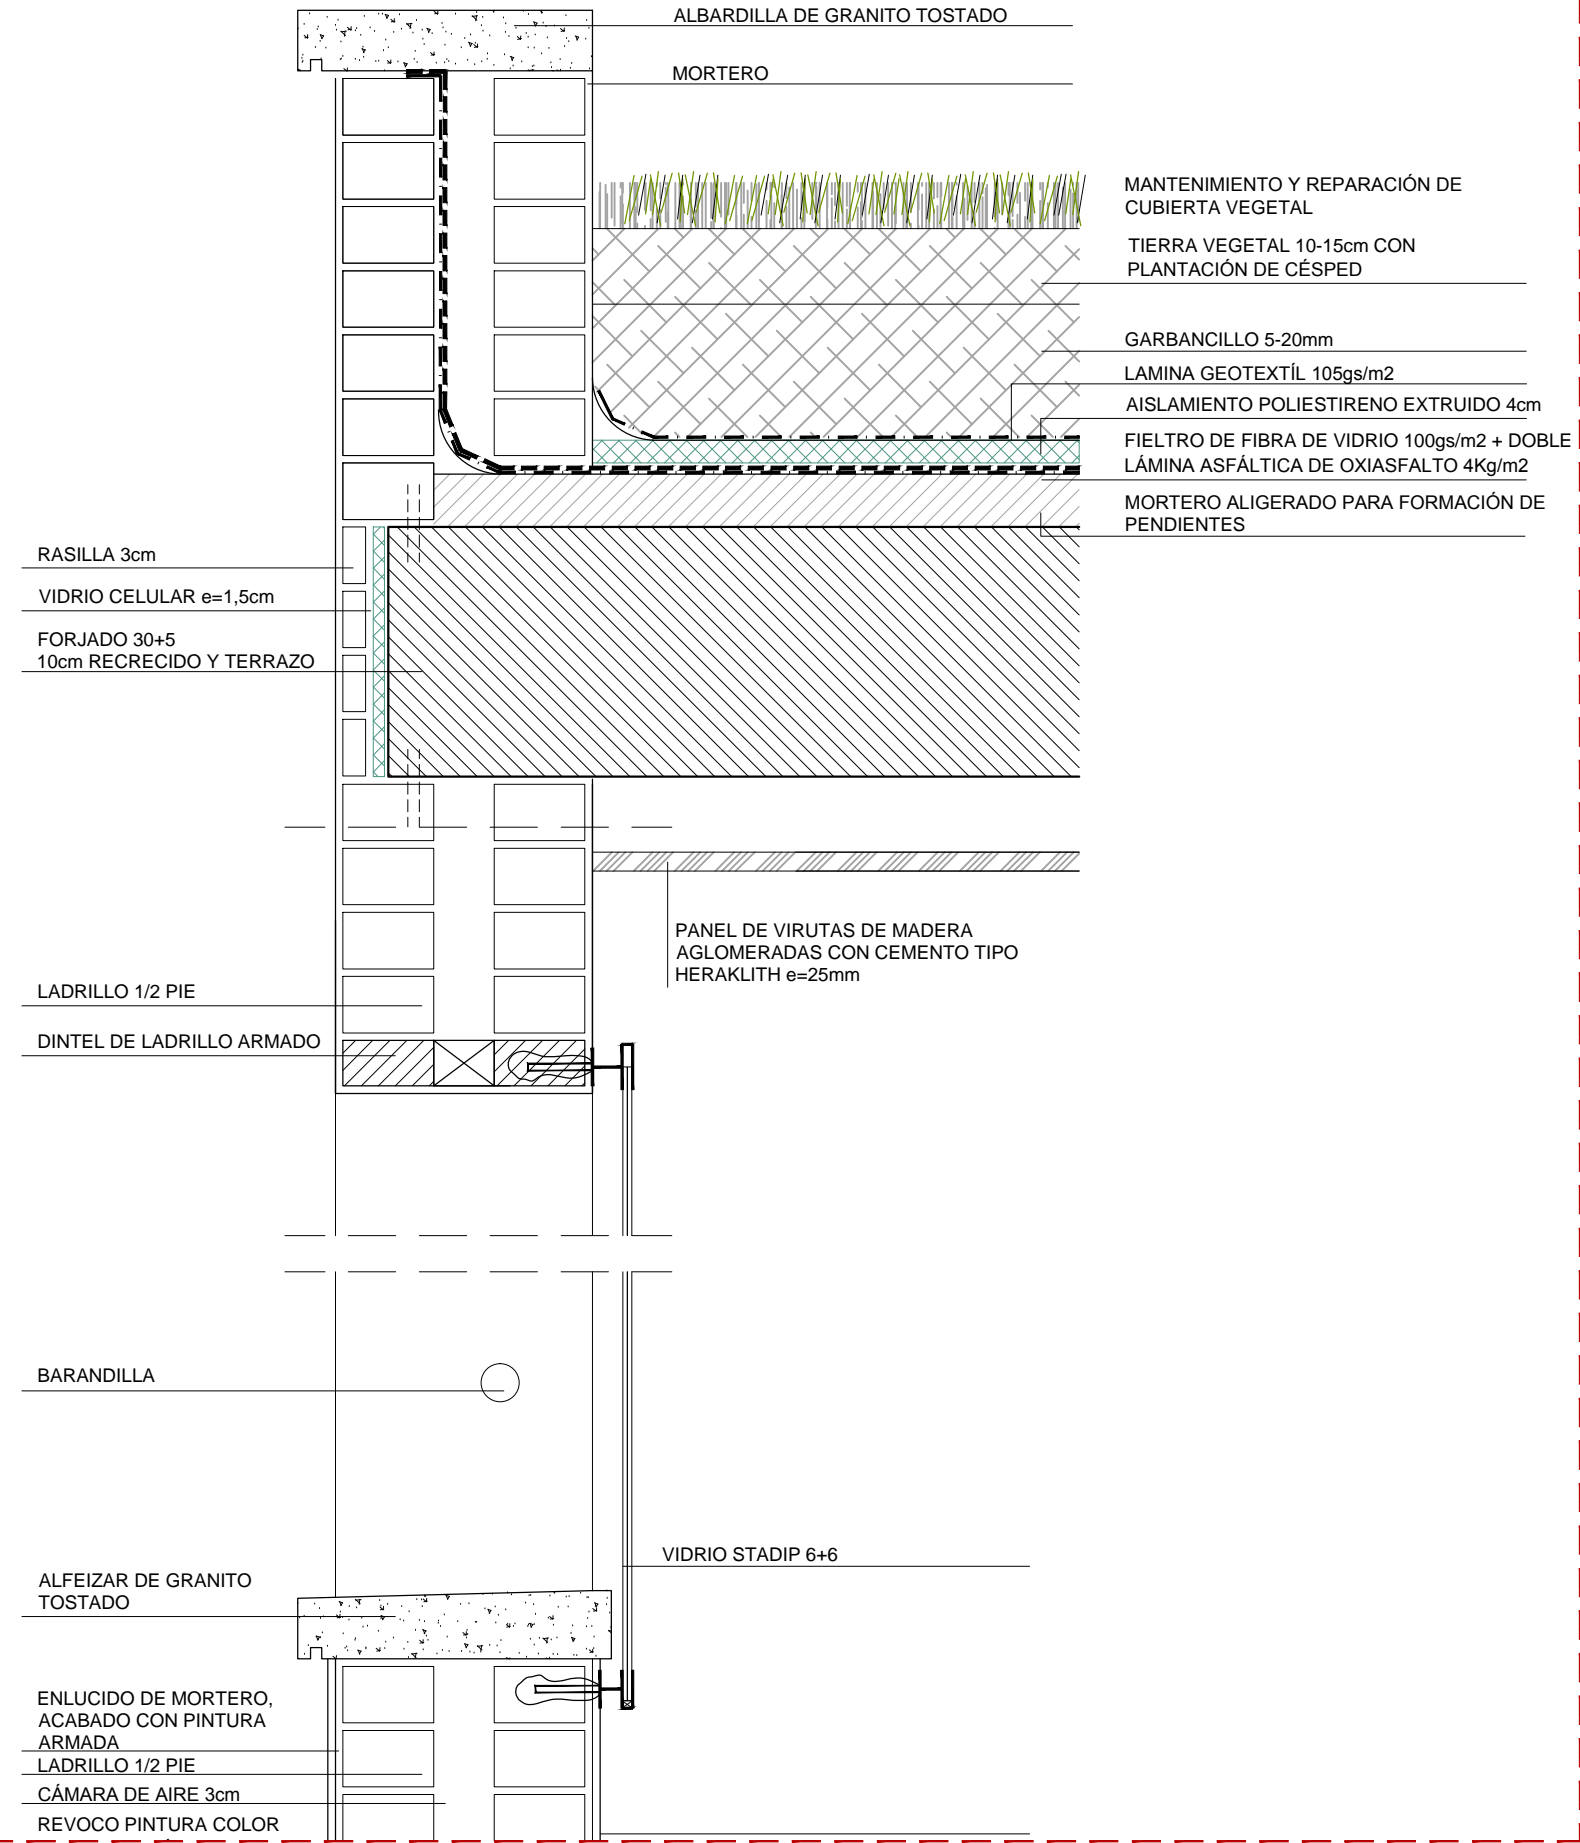 ALBARDILLA DE GRANITO TOSTADO
MORTERO
MANTENIMIENTO Y REPARACIÓN DE
CUBIERTA VEGETAL
TIERRA VEGETAL 10-15cm CON
PLANTACIÓN DE CÉSPED
GARBANCILLO 5-20mm
LAMINA GEOTEXTÍL 105gs/m2
AISLAMIENTO POLIESTIRENO EXTRUIDO 4cm
FIELTRO DE FIBRA DE VIDRIO 100gs/m2 + DOBLE
LÁMINA ASFÁLTICA DE OXIASFALTO 4Kg/m2
MORTERO ALIGERADO PARA FORMACIÓN DE
PENDIENTES
RASILLA 3cm
VIDRIO CELULAR e=1,5cm
FORJADO 30+5
10cm RECRECIDO Y TERRAZO
PANEL DE VIRUTAS DE MADERA
AGLOMERADAS CON CEMENTO TIPO
HERAKLITH e=25mm
LADRILLO 1/2 PIE
DINTEL DE LADRILLO ARMADO
BARANDILLA
VIDRIO STADIP 6+6
ALFEIZAR DE GRANITO
TOSTADO
ENLUCIDO DE MORTERO,
ACABADO CON PINTURA
ARMADA
LADRILLO 1/2 PIE
CÁMARA DE AIRE 3cm
REVOCO PINTURA COLOR